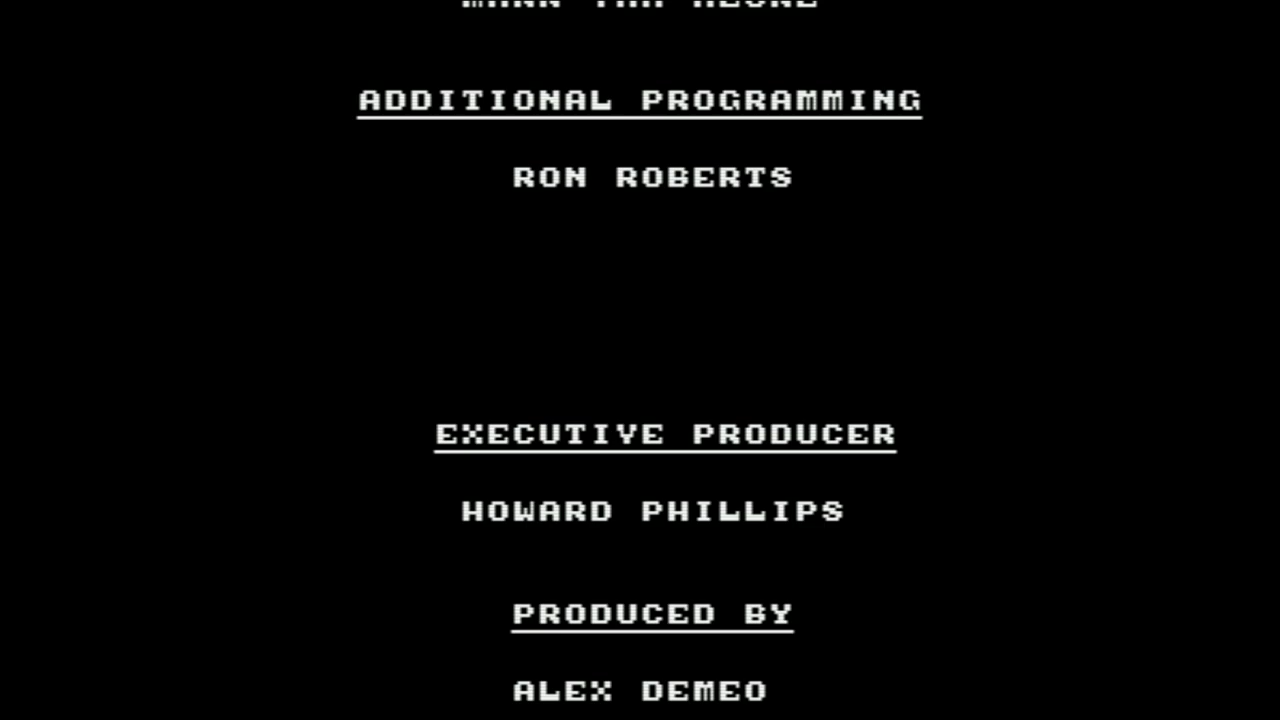 ADDITIONAL PROGRAMMING
RON ROBERTS
EXECUTIVE PRODUCER
HOWARD PHILLIPS
PRODUCED BY
ALEX DEMEO